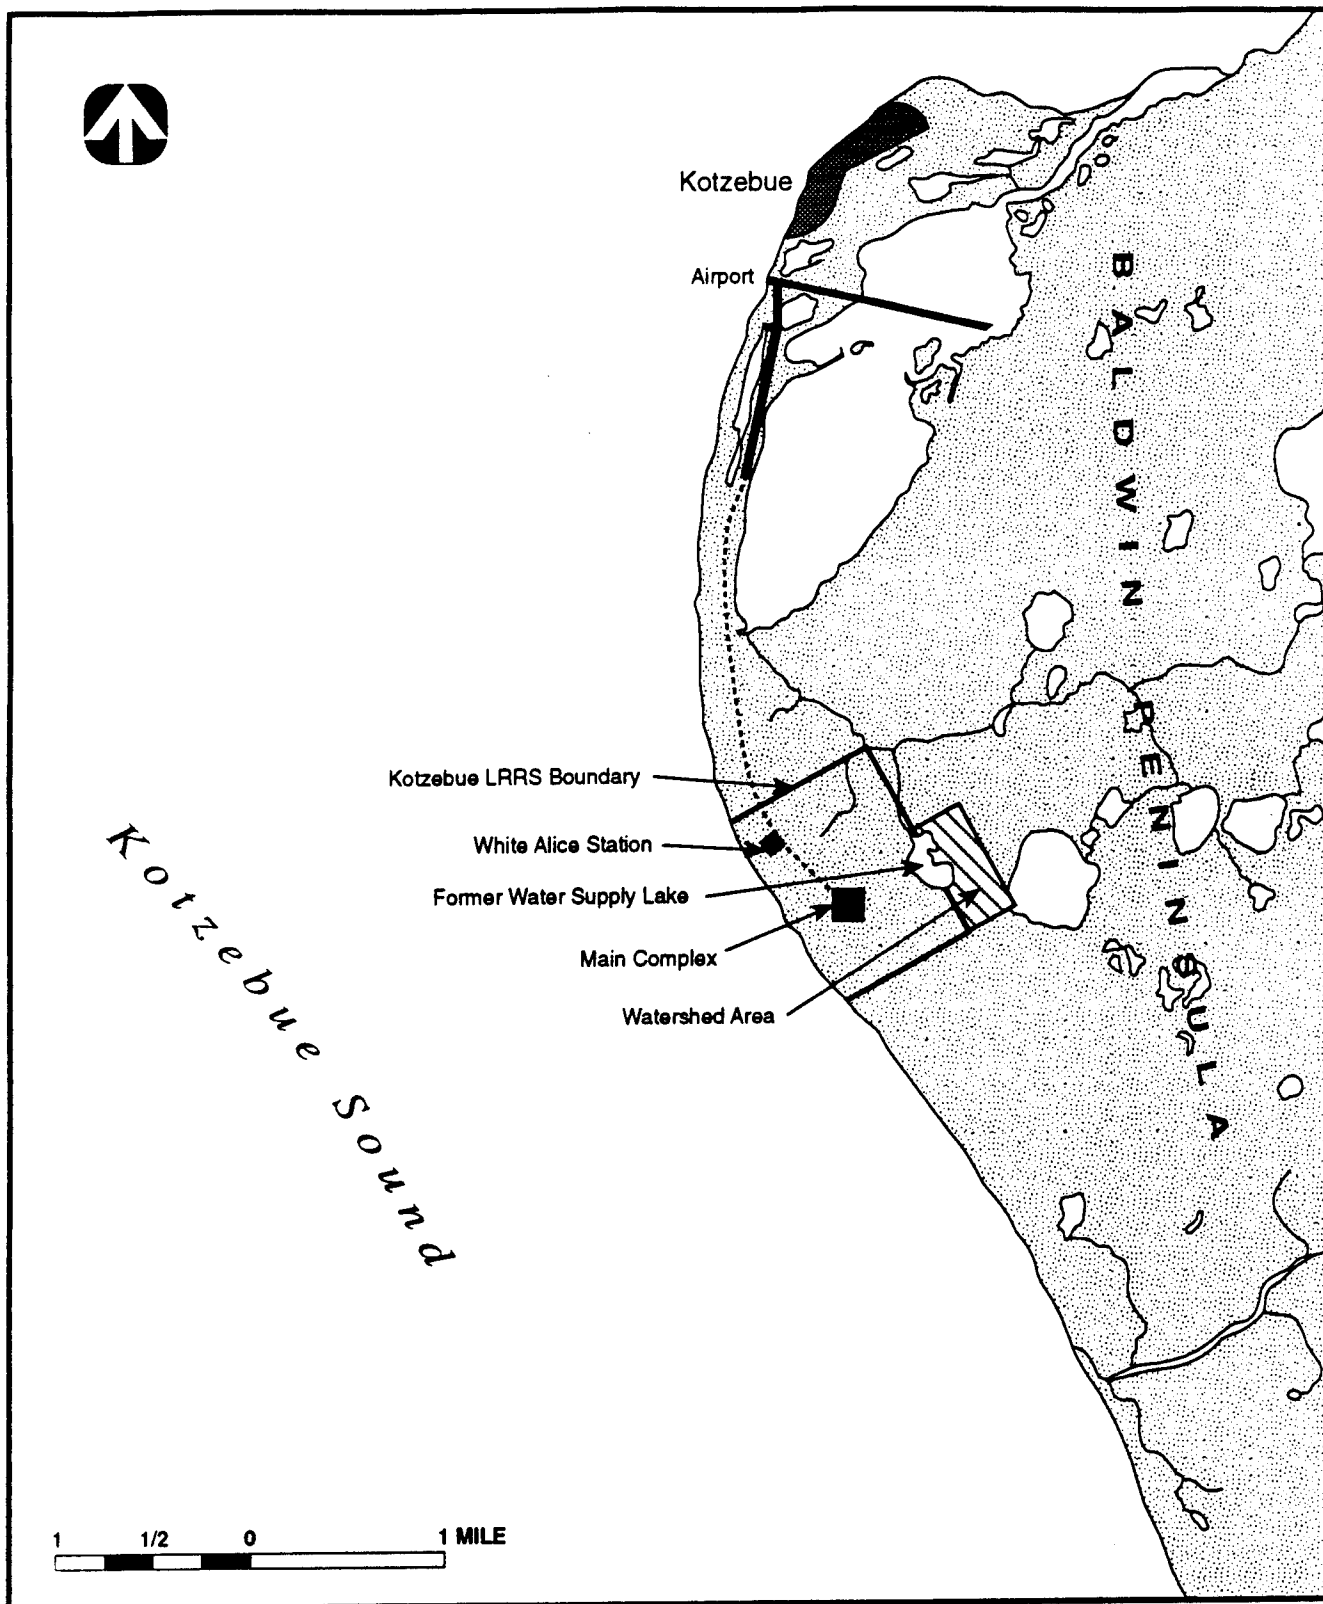 Kotzebue
Airport
BALDWIN PENINSULA
Kotzebue LRRS Boundary
White Alice Station
Former Water Supply Lake
Main Complex
Watershed Area
Kotzebue Sound
1 1/2 0 1 MILE